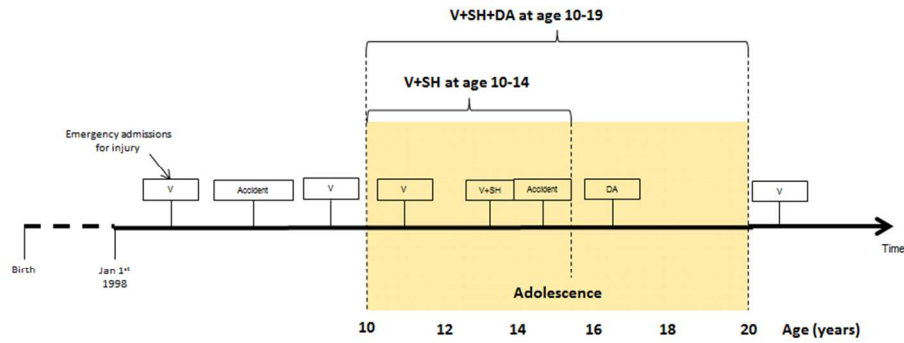 V+SH+DA at age 10-19
V+SH at age 10-14
Emergency admissions
for injury
V
Accident
V
V
V+SH
Accident
DA
V
Time
Birth
Jan 1st
1998
Adolescence
10 12 14 16 18 20 Age (years)